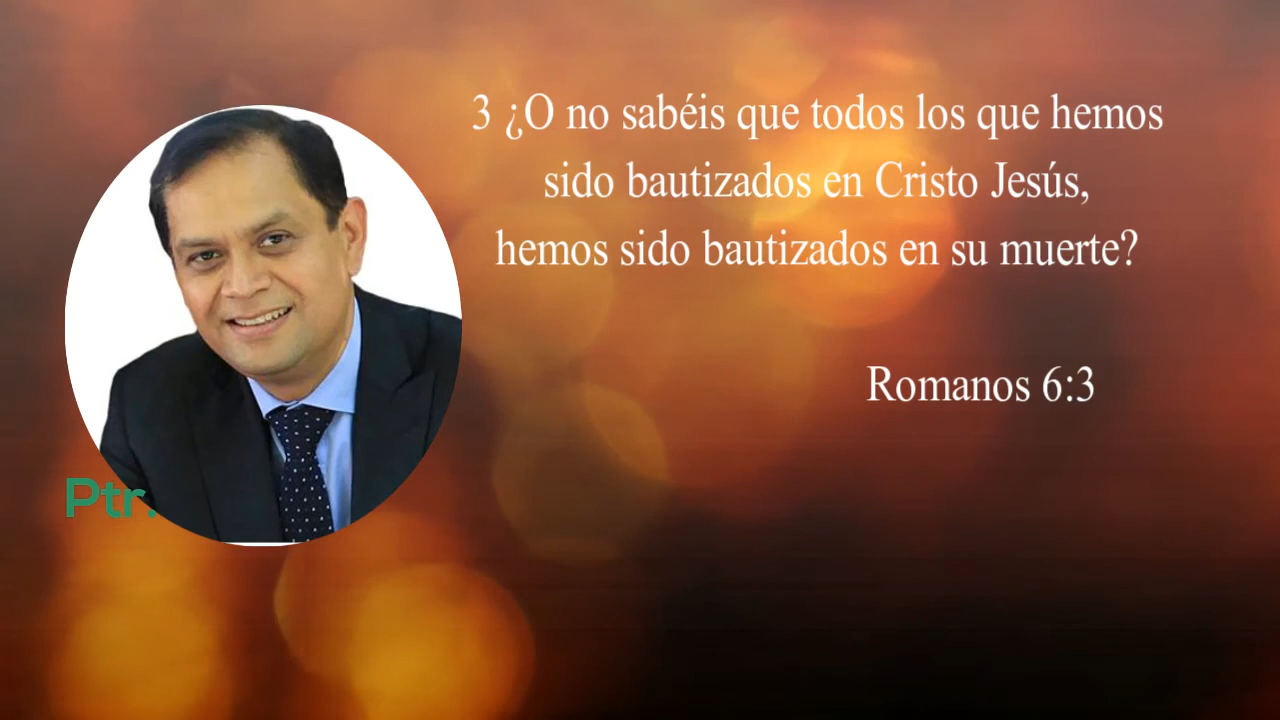 3 ¿O no sabéis que todos los que hemos
sido bautizados en Cristo Jesús,
hemos sido bautizados en su muerte?
Romanos 6:3
Ptr.